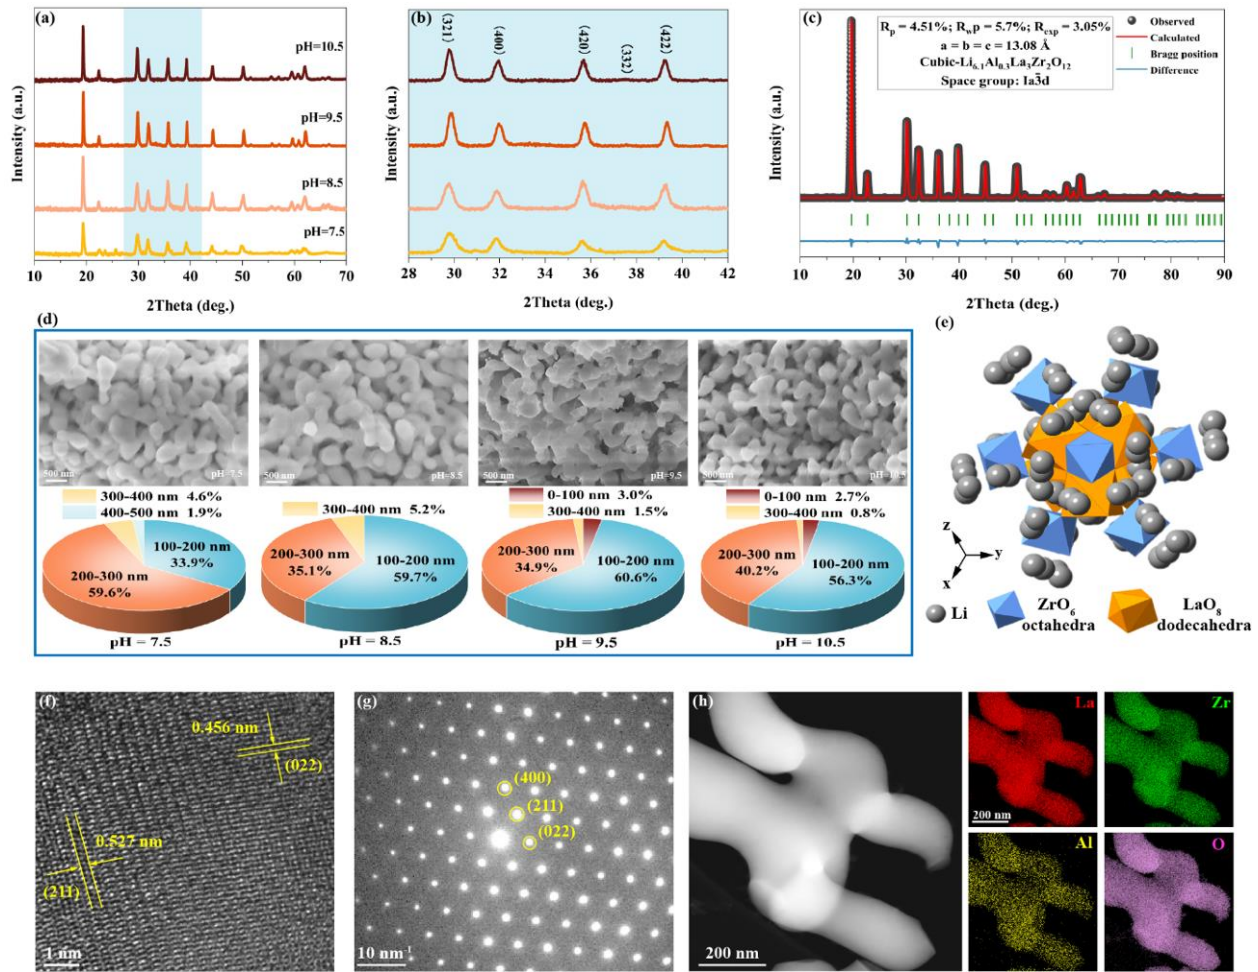 (a)
pH=10.5
pH=9.5
pH=8.5
pH=7.5
Intensity (a.u.)
10 20 30 40 50 60 70
2Theta (deg.)
(b)
(321)
(400)
(420)
(332)
(422)
Intensity (a.u.)
28 30 32 34 36 38 40 42
2Theta (deg.)
(c)
Rp = 4.51%; Rwp = 5.7%; Rexp = 3.05%
a = b = c = 13.08 Å
Cubic-Li6.1Al0.3La3Zr2O12
Space group: Ia3̄d
Observed
Calculated
Bragg position
Difference
Intensity (a.u.)
10 20 30 40 50 60 70 80 90
2Theta (deg.)
(d)
500 nm pH=7.5
500 nm pH=8.5
500 nm pH=9.5
500 nm pH=10.5
300-400 nm 4.6%
400-500 nm 1.9%
100-200 nm
33.9%
200-300 nm
59.6%
pH = 7.5
300-400 nm 5.2%
200-300 nm
35.1%
100-200 nm
59.7%
pH = 8.5
0-100 nm 3.0%
300-400 nm 1.5%
200-300 nm
34.9%
100-200 nm
60.6%
pH = 9.5
0-100 nm 2.7%
300-400 nm 0.8%
200-300 nm
40.2%
100-200 nm
56.3%
pH = 10.5
(e)
z
y
x
Li
ZrO6
octahedra
LaO8
dodecahedra
(f)
0.456 nm
(022)
0.527 nm
(211)
1 nm
(g)
(400)
(211)
(022)
10 nm-1
(h)
200 nm
La
200 nm
Zr
Al
O